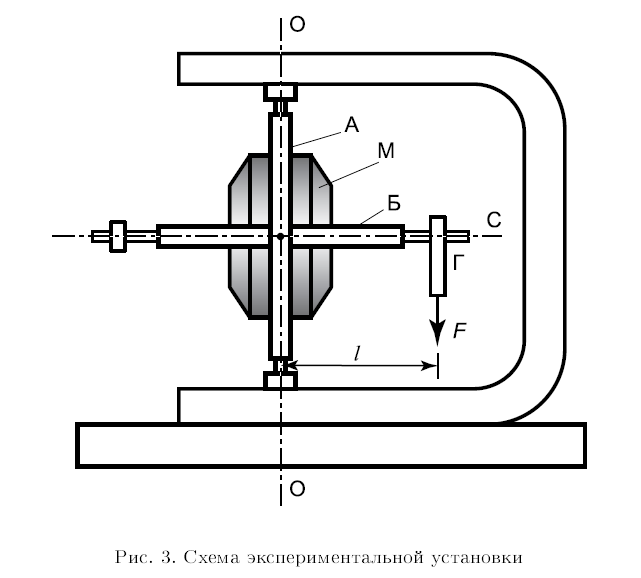 О
А
М
Б
С
Г
F
l
О
Рис. 3. Схема экспериментальной установки